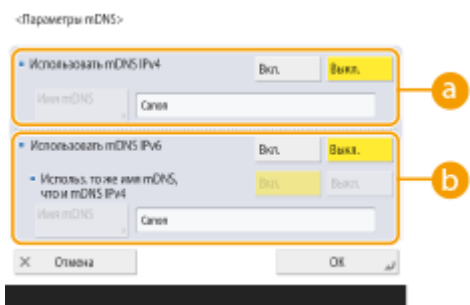 <Параметры mDNS>
Использовать mDNS IPv4
Вкл.
Выкл.
a
Имя mDNS
Canon
Использовать mDNS IPv6
Вкл.
Выкл.
Использ. то же имя mDNS,
что и mDNS IPv4
Вкл.
Выкл.
b
Имя mDNS
Canon
Отмена
OK